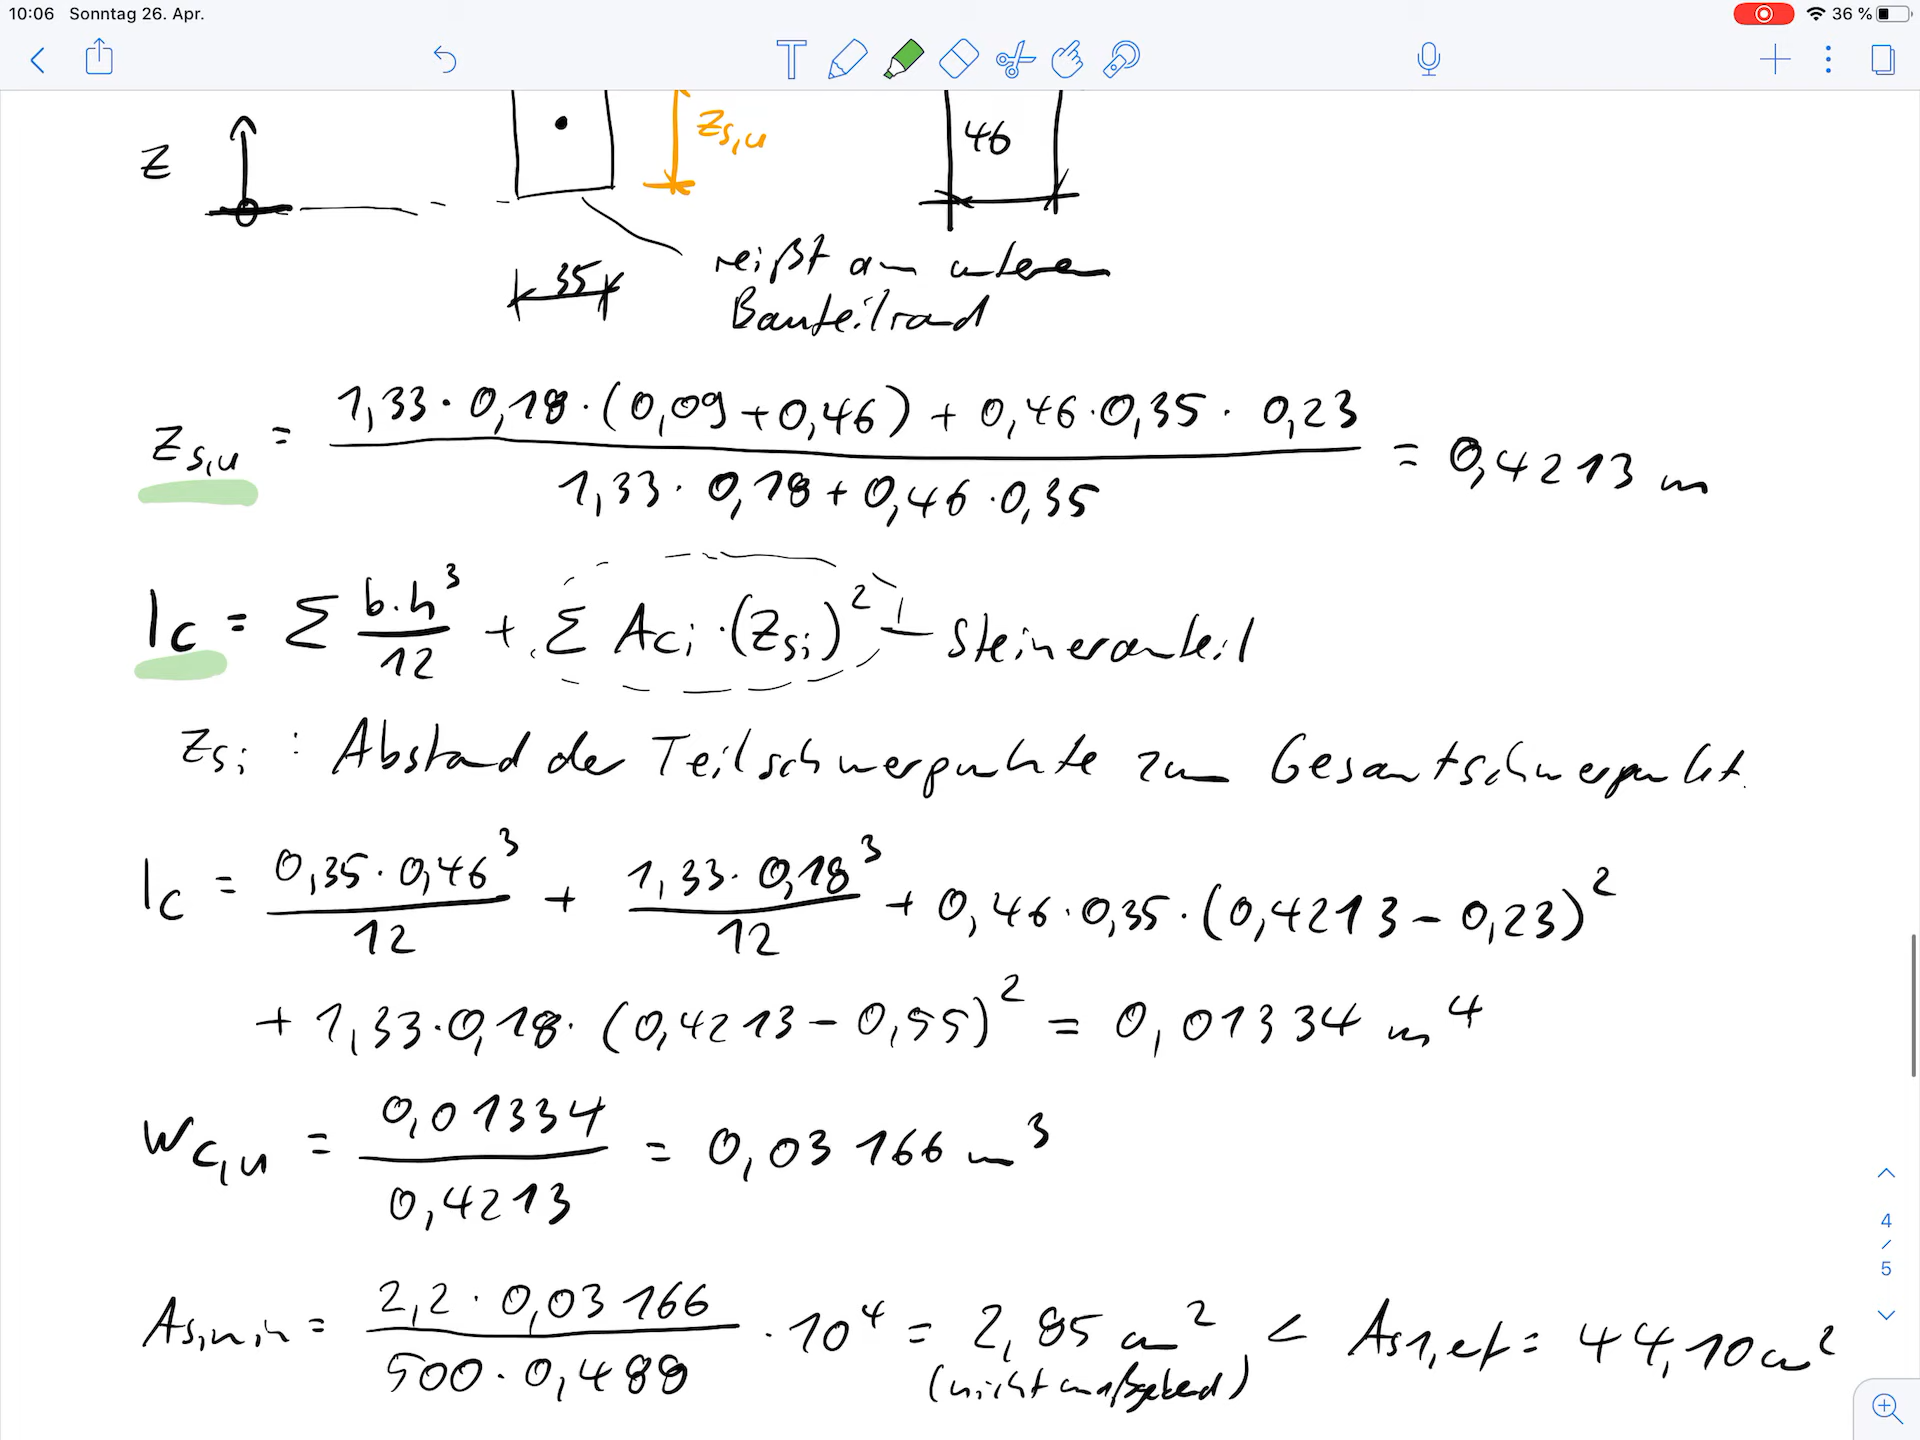 10:06 Sonntag 26. Apr. 36 %
z
z_s,u
46
35
reißt am unteren
Bauteilrand
z_s,u = (1,33 · 0,18 · (0,09 + 0,46) + 0,46 · 0,35 · 0,23) / (1,33 · 0,18 + 0,46 · 0,35) = 0,4213 m
I_c = Σ b·h³/12 + Σ A_ci · (z_si)² Steineranteil
z_si : Abstand der Teilschwerpunkte zum Gesamtschwerpunkt.
I_c = 0,35 · 0,46³/12 + 1,33 · 0,18³/12 + 0,46 · 0,35 · (0,4213 - 0,23)²
+ 1,33 · 0,18 · (0,4213 - 0,55)² = 0,01334 m⁴
W_c,u = 0,01334/0,4213 = 0,03166 m³
A_s,min = (2,2 · 0,03166)/(500 · 0,488) · 10⁴ = 2,85 cm² < A_s1,ef = 44,10 cm²
(nicht maßgebend)
4
/
5